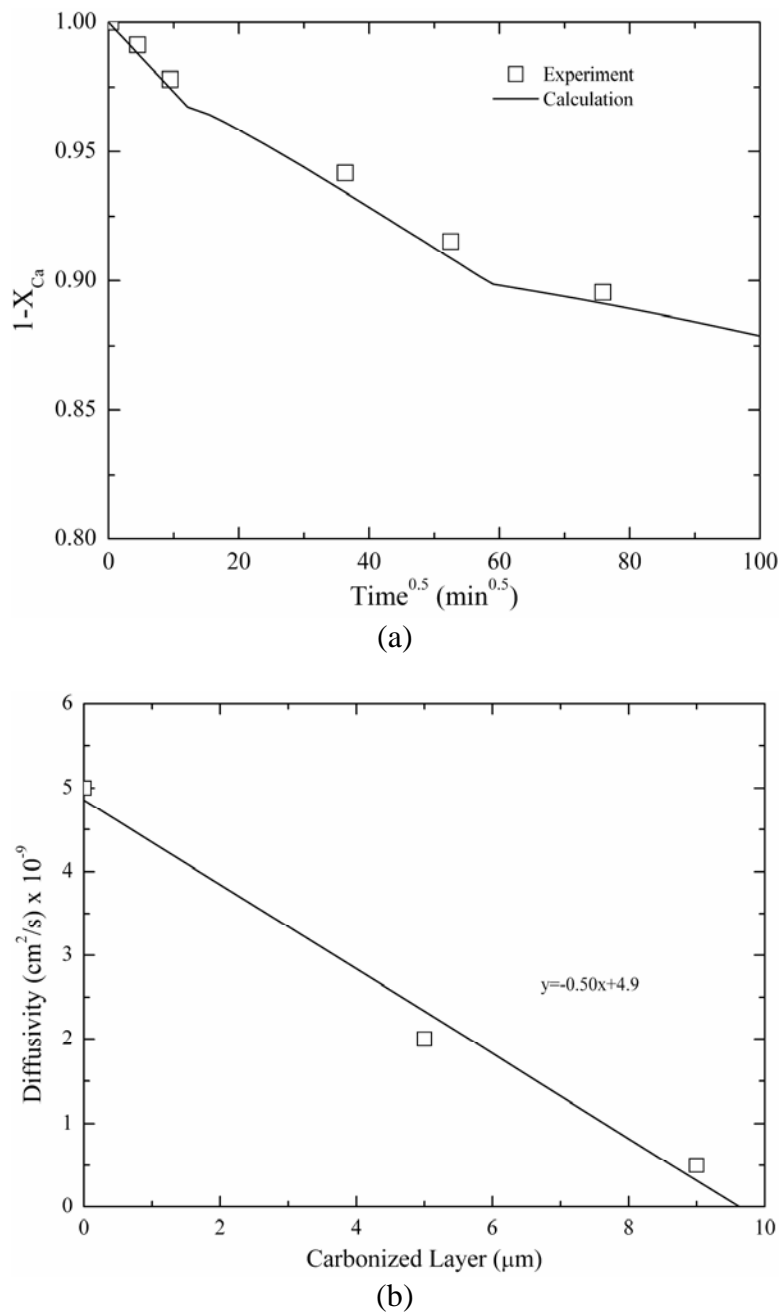 1.00
0.95
0.90
0.85
0.80
1-X_Ca
Experiment
Calculation
0 20 40 60 80 100
Time^0.5 (min^0.5)
(a)
6
5
4
3
2
1
0
Diffusivity (cm^2/s) x 10^-9
y=-0.50x+4.9
0 2 4 6 8 10
Carbonized Layer (μm)
(b)